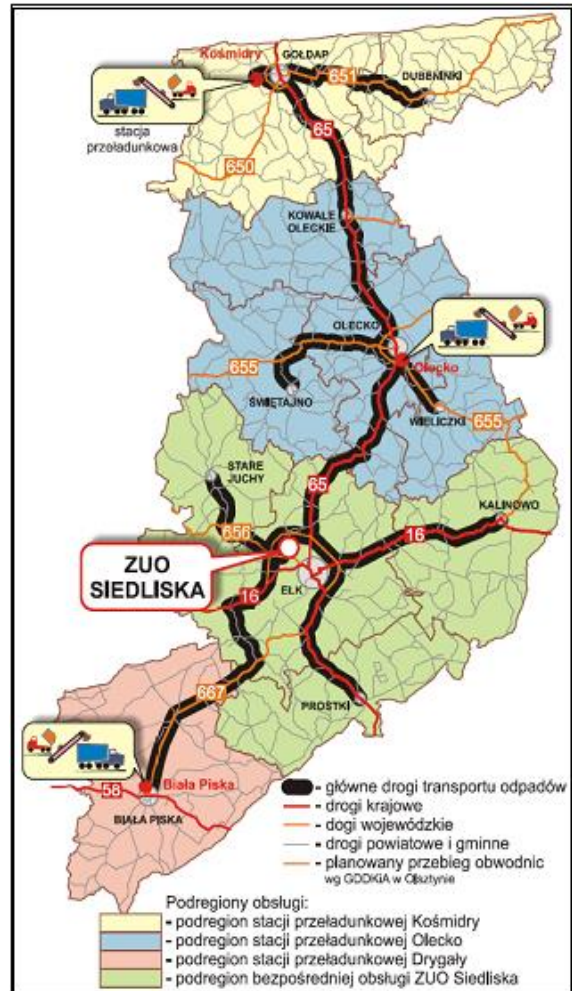 Kośmidry
GOŁDAP
651
DUBENINKI
stacja
przeładunkowa
65
650
KOWALE
OLECKIE
OLECKO
655
Olecko
ŚWIĘTAJNO
WIELICZKI
655
STARE
JUCHY
65
KALINOWO
656
16
ZUO
SIEDLISKA
16
EŁK
667
PROSTKI
58
Biała Piska
BIAŁA PISKA
- główne drogi transportu odpadów
- drogi krajowe
- dogi wojewódzkie
- drogi powiatowe i gminne
- planowany przebieg obwodnic
wg GDDKiA w Olsztynie
Podregiony obsługi:
- podregion stacji przeładunkowej Kośmidry
- podregion stacji przeładunkowej Olecko
- podregion stacji przeładunkowej Drygały
- podregion bezpośredniej obsługi ZUO Siedliska